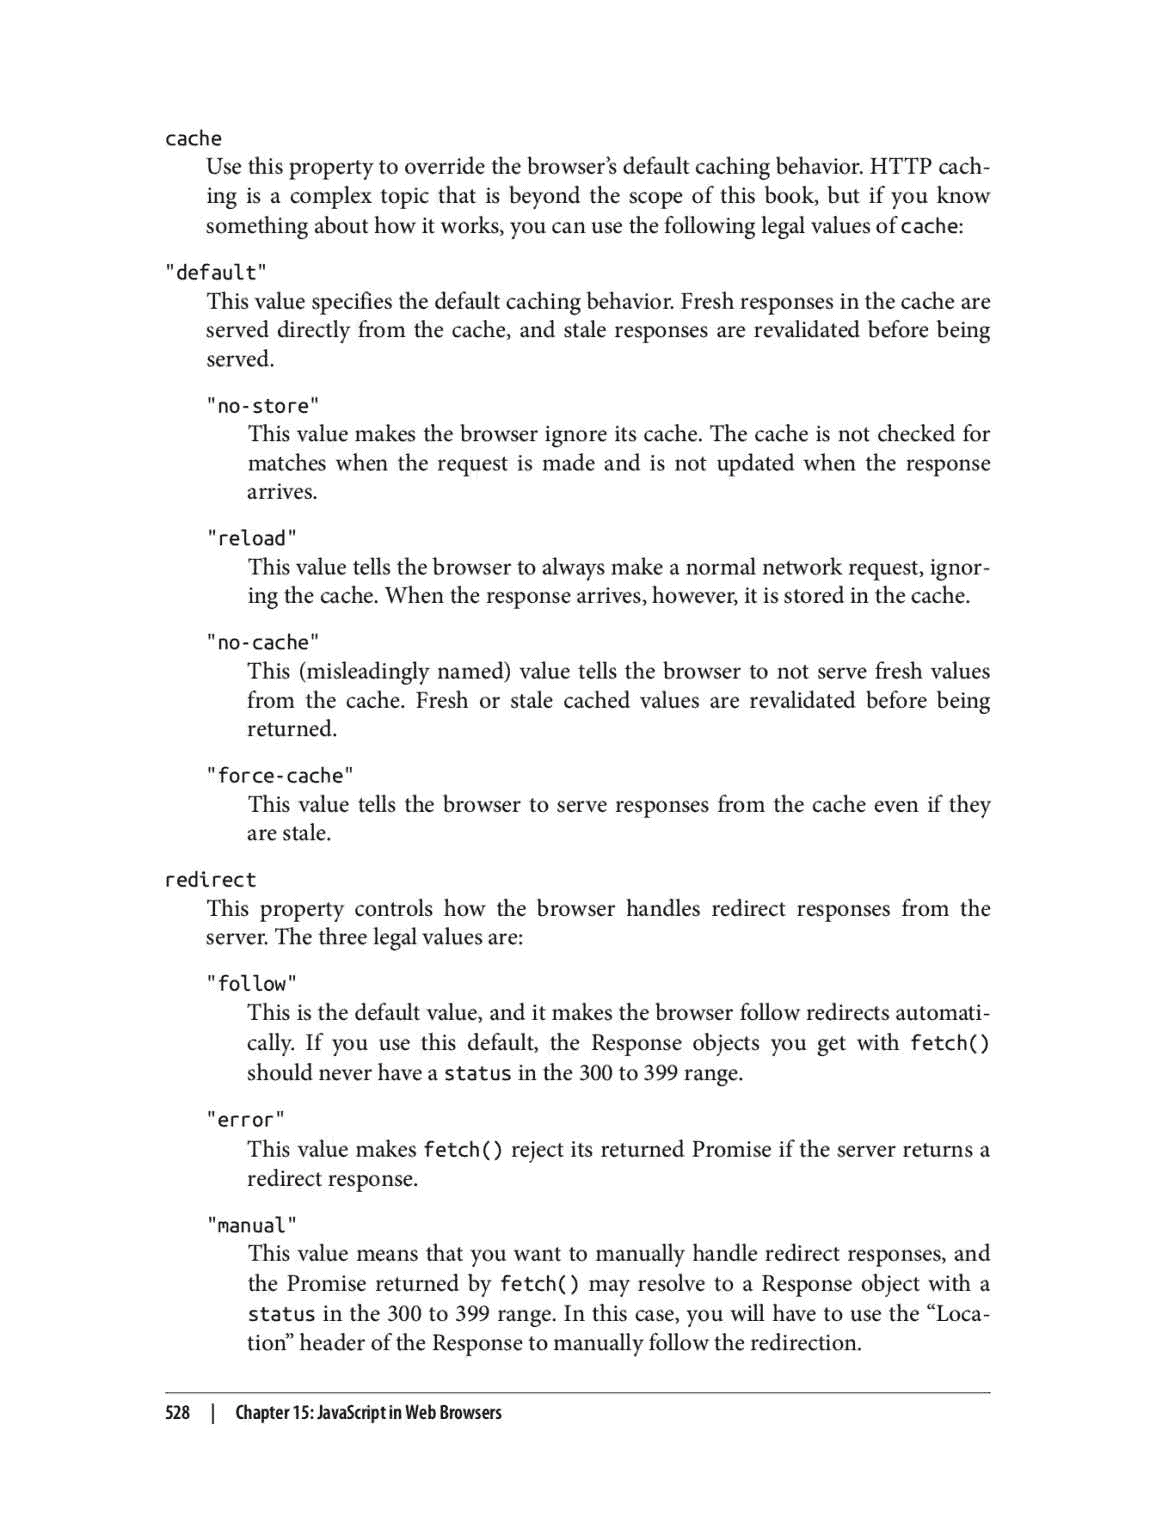 cache
Use this property to override the browser’s default caching behavior. HTTP cach-
ing is a complex topic that is beyond the scope of this book, but if you know
something about how it works, you can use the following legal values of cache:
"default"
This value specifies the default caching behavior. Fresh responses in the cache are
served directly from the cache, and stale responses are revalidated before being
served.
"no-store"
This value makes the browser ignore its cache. The cache is not checked for
matches when the request is made and is not updated when the response
arrives.
"reload"
This value tells the browser to always make a normal network request, ignor-
ing the cache. When the response arrives, however, it is stored in the cache.
"no-cache"
This (misleadingly named) value tells the browser to not serve fresh values
from the cache. Fresh or stale cached values are revalidated before being
returned.
"force-cache"
This value tells the browser to serve responses from the cache even if they
are stale.
redirect
This property controls how the browser handles redirect responses from the
server. The three legal values are:
"follow"
This is the default value, and it makes the browser follow redirects automati-
cally. If you use this default, the Response objects you get with fetch()
should never have a status in the 300 to 399 range.
"error"
This value makes fetch() reject its returned Promise if the server returns a
redirect response.
"manual"
This value means that you want to manually handle redirect responses, and
the Promise returned by fetch() may resolve to a Response object with a
status in the 300 to 399 range. In this case, you will have to use the “Loca-
tion” header of the Response to manually follow the redirection.
528 | Chapter 15: JavaScript in Web Browsers